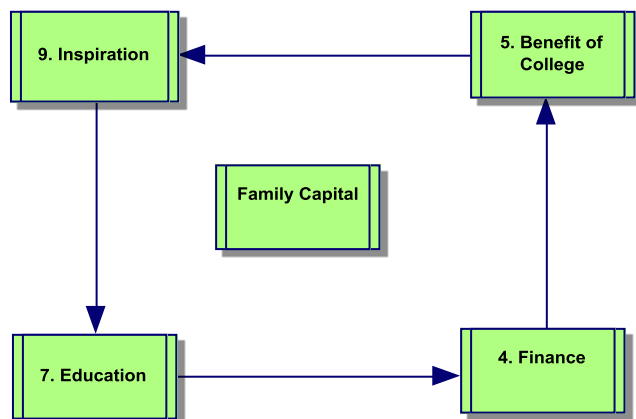 9. Inspiration
5. Benefit of
College
Family Capital
7. Education
4. Finance